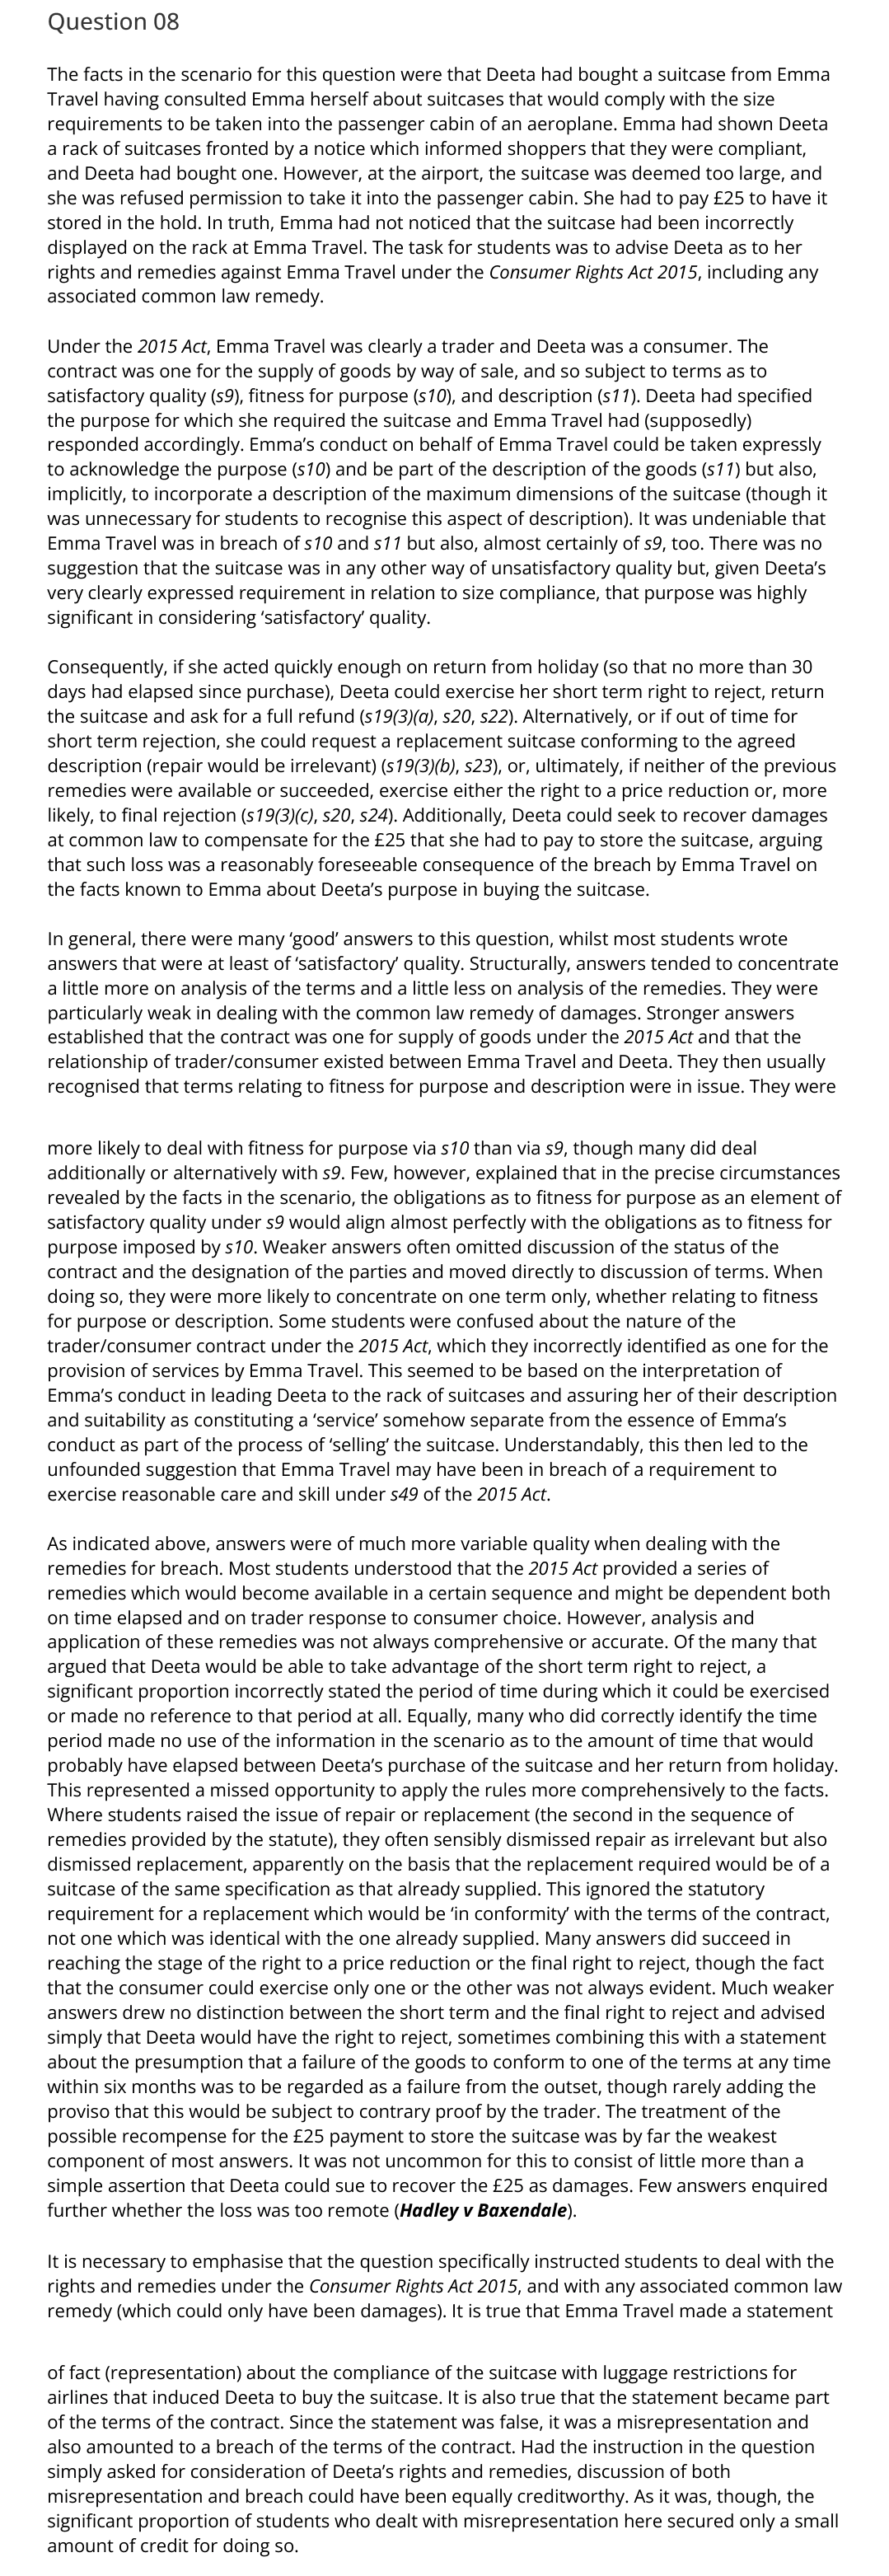 Question 08
The facts in the scenario for this question were that Deeta had bought a suitcase from Emma
Travel having consulted Emma herself about suitcases that would comply with the size
requirements to be taken into the passenger cabin of an aeroplane. Emma had shown Deeta
a rack of suitcases fronted by a notice which informed shoppers that they were compliant,
and Deeta had bought one. However, at the airport, the suitcase was deemed too large, and
she was refused permission to take it into the passenger cabin. She had to pay £25 to have it
stored in the hold. In truth, Emma had not noticed that the suitcase had been incorrectly
displayed on the rack at Emma Travel. The task for students was to advise Deeta as to her
rights and remedies against Emma Travel under the Consumer Rights Act 2015, including any
associated common law remedy.
Under the 2015 Act, Emma Travel was clearly a trader and Deeta was a consumer. The
contract was one for the supply of goods by way of sale, and so subject to terms as to
satisfactory quality (s9), fitness for purpose (s10), and description (s11). Deeta had specified
the purpose for which she required the suitcase and Emma Travel had (supposedly)
responded accordingly. Emma's conduct on behalf of Emma Travel could be taken expressly
to acknowledge the purpose (s10) and be part of the description of the goods (s11) but also,
implicitly, to incorporate a description of the maximum dimensions of the suitcase (though it
was unnecessary for students to recognise this aspect of description). It was undeniable that
Emma Travel was in breach of s10 and s11 but also, almost certainly of s9, too. There was no
suggestion that the suitcase was in any other way of unsatisfactory quality but, given Deeta's
very clearly expressed requirement in relation to size compliance, that purpose was highly
significant in considering 'satisfactory' quality.
Consequently, if she acted quickly enough on return from holiday (so that no more than 30
days had elapsed since purchase), Deeta could exercise her short term right to reject, return
the suitcase and ask for a full refund (s19(3)(a), s20, s22). Alternatively, or if out of time for
short term rejection, she could request a replacement suitcase conforming to the agreed
description (repair would be irrelevant) (s19(3)(b), s23), or, ultimately, if neither of the previous
remedies were available or succeeded, exercise either the right to a price reduction or, more
likely, to final rejection (s19(3)(c), s20, s24). Additionally, Deeta could seek to recover damages
at common law to compensate for the £25 that she had to pay to store the suitcase, arguing
that such loss was a reasonably foreseeable consequence of the breach by Emma Travel on
the facts known to Emma about Deeta's purpose in buying the suitcase.
In general, there were many 'good' answers to this question, whilst most students wrote
answers that were at least of 'satisfactory' quality. Structurally, answers tended to concentrate
a little more on analysis of the terms and a little less on analysis of the remedies. They were
particularly weak in dealing with the common law remedy of damages. Stronger answers
established that the contract was one for supply of goods under the 2015 Act and that the
relationship of trader/consumer existed between Emma Travel and Deeta. They then usually
recognised that terms relating to fitness for purpose and description were in issue. They were
more likely to deal with fitness for purpose via s10 than via s9, though many did deal
additionally or alternatively with s9. Few, however, explained that in the precise circumstances
revealed by the facts in the scenario, the obligations as to fitness for purpose as an element of
satisfactory quality under s9 would align almost perfectly with the obligations as to fitness for
purpose imposed by s10. Weaker answers often omitted discussion of the status of the
contract and the designation of the parties and moved directly to discussion of terms. When
doing so, they were more likely to concentrate on one term only, whether relating to fitness
for purpose or description. Some students were confused about the nature of the
trader/consumer contract under the 2015 Act, which they incorrectly identified as one for the
provision of services by Emma Travel. This seemed to be based on the interpretation of
Emma's conduct in leading Deeta to the rack of suitcases and assuring her of their description
and suitability as constituting a 'service' somehow separate from the essence of Emma's
conduct as part of the process of 'selling' the suitcase. Understandably, this then led to the
unfounded suggestion that Emma Travel may have been in breach of a requirement to
exercise reasonable care and skill under s49 of the 2015 Act.
As indicated above, answers were of much more variable quality when dealing with the
remedies for breach. Most students understood that the 2015 Act provided a series of
remedies which would become available in a certain sequence and might be dependent both
on time elapsed and on trader response to consumer choice. However, analysis and
application of these remedies was not always comprehensive or accurate. Of the many that
argued that Deeta would be able to take advantage of the short term right to reject, a
significant proportion incorrectly stated the period of time during which it could be exercised
or made no reference to that period at all. Equally, many who did correctly identify the time
period made no use of the information in the scenario as to the amount of time that would
probably have elapsed between Deeta's purchase of the suitcase and her return from holiday.
This represented a missed opportunity to apply the rules more comprehensively to the facts.
Where students raised the issue of repair or replacement (the second in the sequence of
remedies provided by the statute), they often sensibly dismissed repair as irrelevant but also
dismissed replacement, apparently on the basis that the replacement required would be of a
suitcase of the same specification as that already supplied. This ignored the statutory
requirement for a replacement which would be 'in conformity' with the terms of the contract,
not one which was identical with the one already supplied. Many answers did succeed in
reaching the stage of the right to a price reduction or the final right to reject, though the fact
that the consumer could exercise only one or the other was not always evident. Much weaker
answers drew no distinction between the short term and the final right to reject and advised
simply that Deeta would have the right to reject, sometimes combining this with a statement
about the presumption that a failure of the goods to conform to one of the terms at any time
within six months was to be regarded as a failure from the outset, though rarely adding the
proviso that this would be subject to contrary proof by the trader. The treatment of the
possible recompense for the £25 payment to store the suitcase was by far the weakest
component of most answers. It was not uncommon for this to consist of little more than a
simple assertion that Deeta could sue to recover the £25 as damages. Few answers enquired
further whether the loss was too remote (Hadley v Baxendale).
It is necessary to emphasise that the question specifically instructed students to deal with the
rights and remedies under the Consumer Rights Act 2015, and with any associated common law
remedy (which could only have been damages). It is true that Emma Travel made a statement
of fact (representation) about the compliance of the suitcase with luggage restrictions for
airlines that induced Deeta to buy the suitcase. It is also true that the statement became part
of the terms of the contract. Since the statement was false, it was a misrepresentation and
also amounted to a breach of the terms of the contract. Had the instruction in the question
simply asked for consideration of Deeta's rights and remedies, discussion of both
misrepresentation and breach could have been equally creditworthy. As it was, though, the
significant proportion of students who dealt with misrepresentation here secured only a small
amount of credit for doing so.